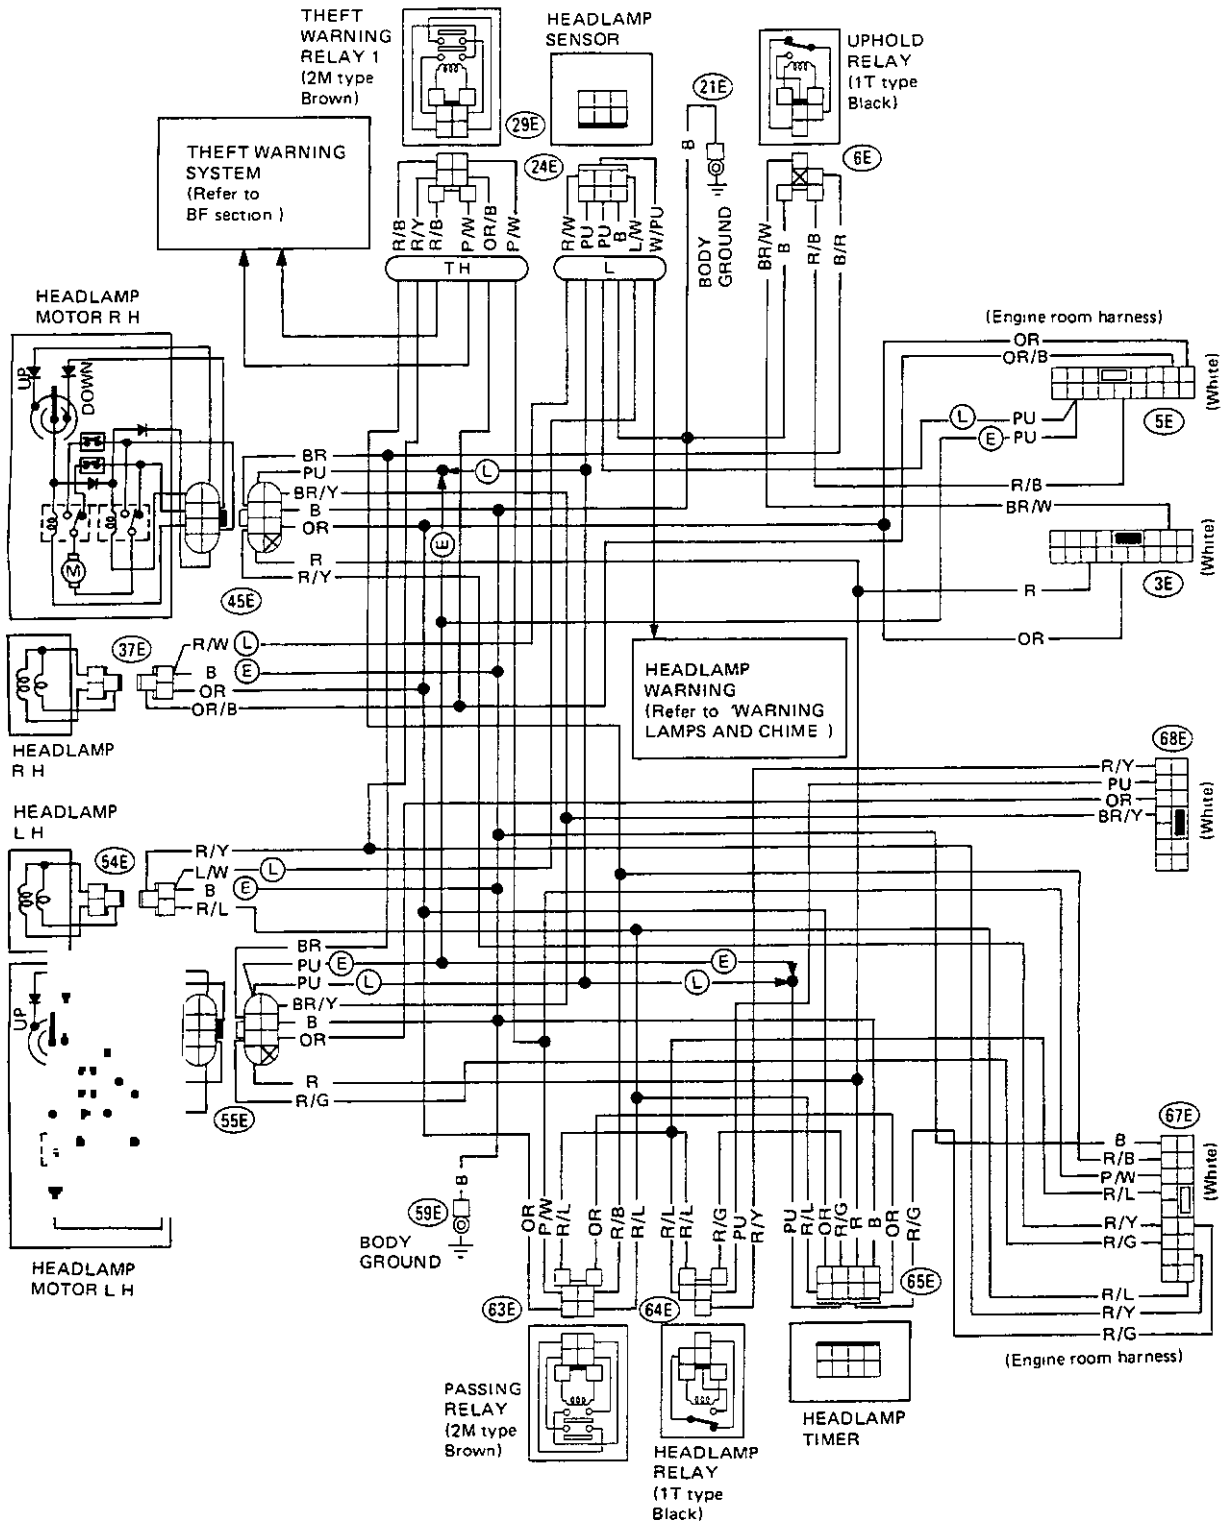 THEFT
WARNING
RELAY 1
(2M type
Brown)
HEADLAMP
SENSOR
UPHOLD
RELAY
(1T type
Black)
21E
29E
24E
6E
B
THEFT WARNING
SYSTEM
(Refer to
BF section )
R/B
R/Y
R/B
P/W
OR/B
P/W
R/W
PU
PU
B
L/W
W/PU
BODY
GROUND
BR/W
B
R/B
B/R
TH
L
HEADLAMP
MOTOR R H
UP
DOWN
M
(Engine room harness)
OR
OR/B
(White)
L
PU
E
PU
5E
R/B
BR/W
(White)
3E
R
OR
BR
PU
L
BR/Y
B
OR
E
R
R/Y
45E
37E
R/W
L
B
E
OR
OR/B
HEADLAMP
R H
HEADLAMP
WARNING
(Refer to 'WARNING
LAMPS AND CHIME )
68E
R/Y
PU
OR
BR/Y
(White)
HEADLAMP
L H
54E
R/Y
L/W
L
B
E
R/L
BR
PU
E
E
PU
L
L
BR/Y
B
OR
R
R/G
UP
55E
HEADLAMP
MOTOR L H
67E
B
R/B
P/W
R/L
R/Y
R/G
R/L
R/Y
R/G
(White)
(Engine room harness)
B
59E
BODY
GROUND
OR
P/W
R/L
OR
R/B
R/L
R/L
R/L
R/G
PU
R/Y
PU
R/L
OR
R/G
R
B
OR
R/G
63E
64E
65E
PASSING
RELAY
(2M type
Brown)
HEADLAMP
RELAY
(1T type
Black)
HEADLAMP
TIMER